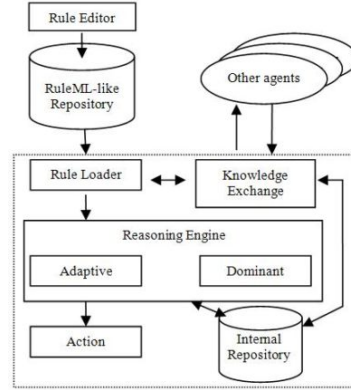 Rule Editor
RuleML-like
Repository
Other agents
Rule Loader
Knowledge
Exchange
Reasoning Engine
Adaptive
Dominant
Action
Internal
Repository